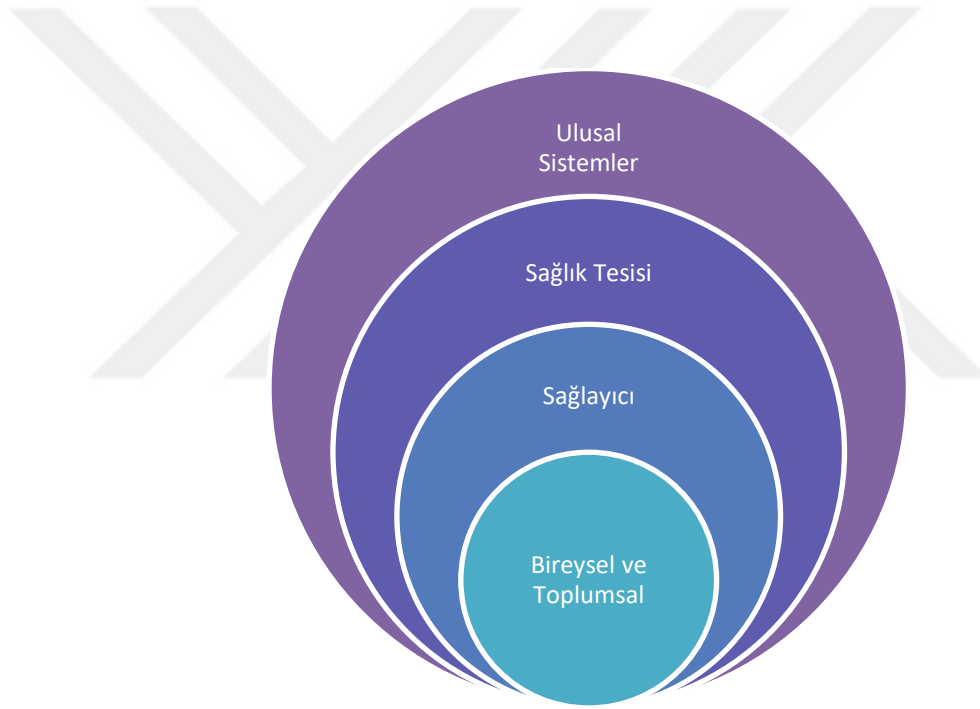 Ulusal
Sistemler
Sağlık Tesisi
Sağlayıcı
Bireysel ve
Toplumsal